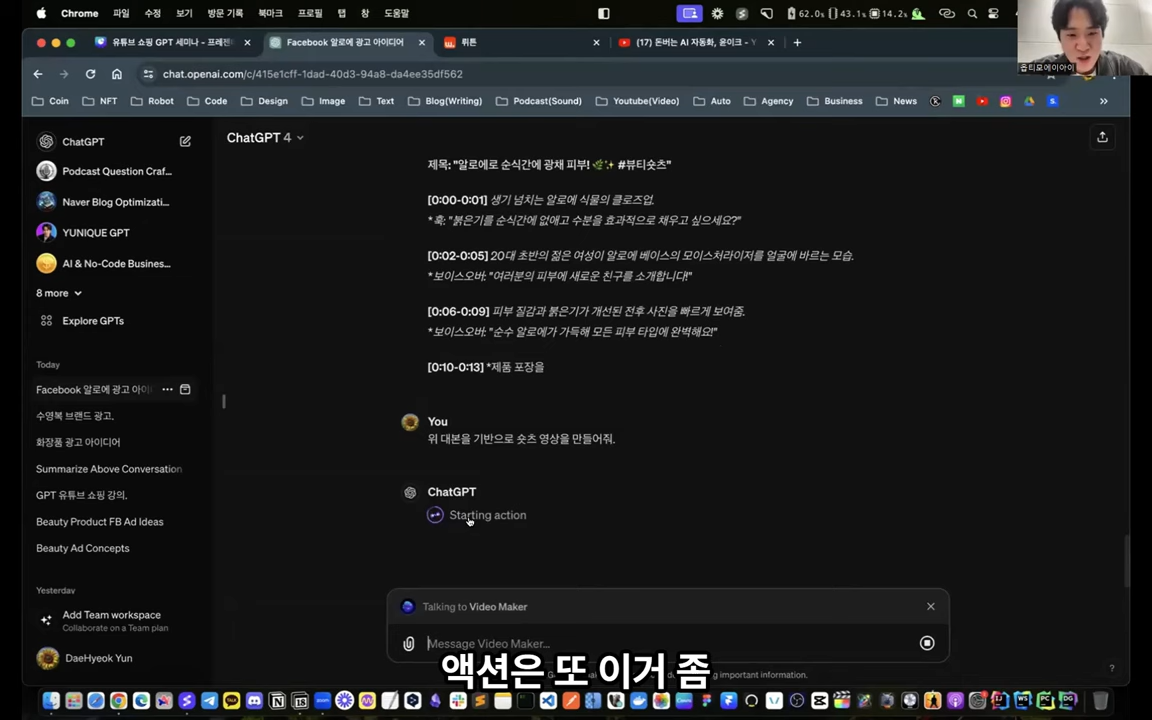 Chrome 파일 수정 보기 방문 기록 북마크 프로필 탭 창 도움말
62.0% 43.1% 14.2%
유튜브 쇼핑 GPT 세미나 - 프레젠
Facebook 알로에 광고 아이디어
뤼튼
(17) 돈버는 AI 자동화, 윤이크 - Y
옵티모에이아이
chat.openai.com/c/415e1cff-1dad-40d3-94a8-da4ee35df562
Coin NFT Robot Code Design Image Text Blog(Writing) Podcast(Sound) Youtube(Video) Auto Agency Business News
ChatGPT
ChatGPT 4
Podcast Question Craf...
Naver Blog Optimizati...
YUNIQUE GPT
AI & No-Code Busines...
8 more
Explore GPTs
Today
Facebook 알로에 광고 아이
수영복 브랜드 광고.
화장품 광고 아이디어
Summarize Above Conversation
GPT 유튜브 쇼핑 강의.
Beauty Product FB Ad Ideas
Beauty Ad Concepts
Yesterday
Add Team workspace
Collaborate on a Team plan
DaeHyeok Yun
제목: "알로에로 순식간에 광채 피부! 🌿✨ #뷰티숏츠"
[0:00-0:01] 생기 넘치는 알로에 식물의 클로즈업.
*훅: "붉은기를 순식간에 없애고 수분을 효과적으로 채우고 싶으세요?"
[0:02-0:05] 20대 초반의 젊은 여성이 알로에 베이스의 모이스처라이저를 얼굴에 바르는 모습.
*보이스오버: "여러분의 피부에 새로운 친구를 소개합니다!"
[0:06-0:09] 피부 질감과 붉은기가 개선된 전후 사진을 빠르게 보여줌.
*보이스오버: "순수 알로에가 가득해 모든 피부 타입에 완벽해요!"
[0:10-0:13] *제품 포장을
You
위 대본을 기반으로 숏츠 영상을 만들어줘.
ChatGPT
Starting action
Talking to Video Maker
Message Video Maker...
important information.
액션은 또 이거 좀